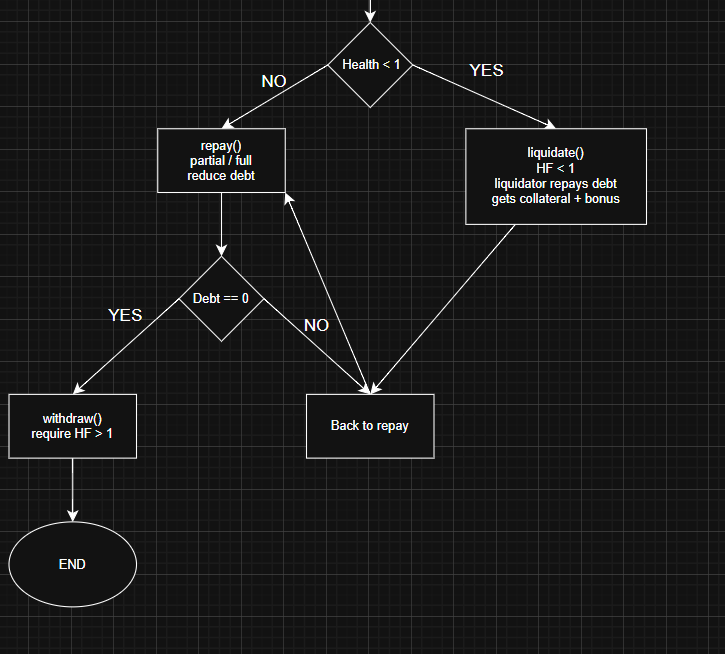 Health < 1
NO
YES
repay()
partial / full
reduce debt
liquidate()
HF < 1
liquidator repays debt
gets collateral + bonus
Debt == 0
YES
NO
withdraw()
require HF > 1
Back to repay
END